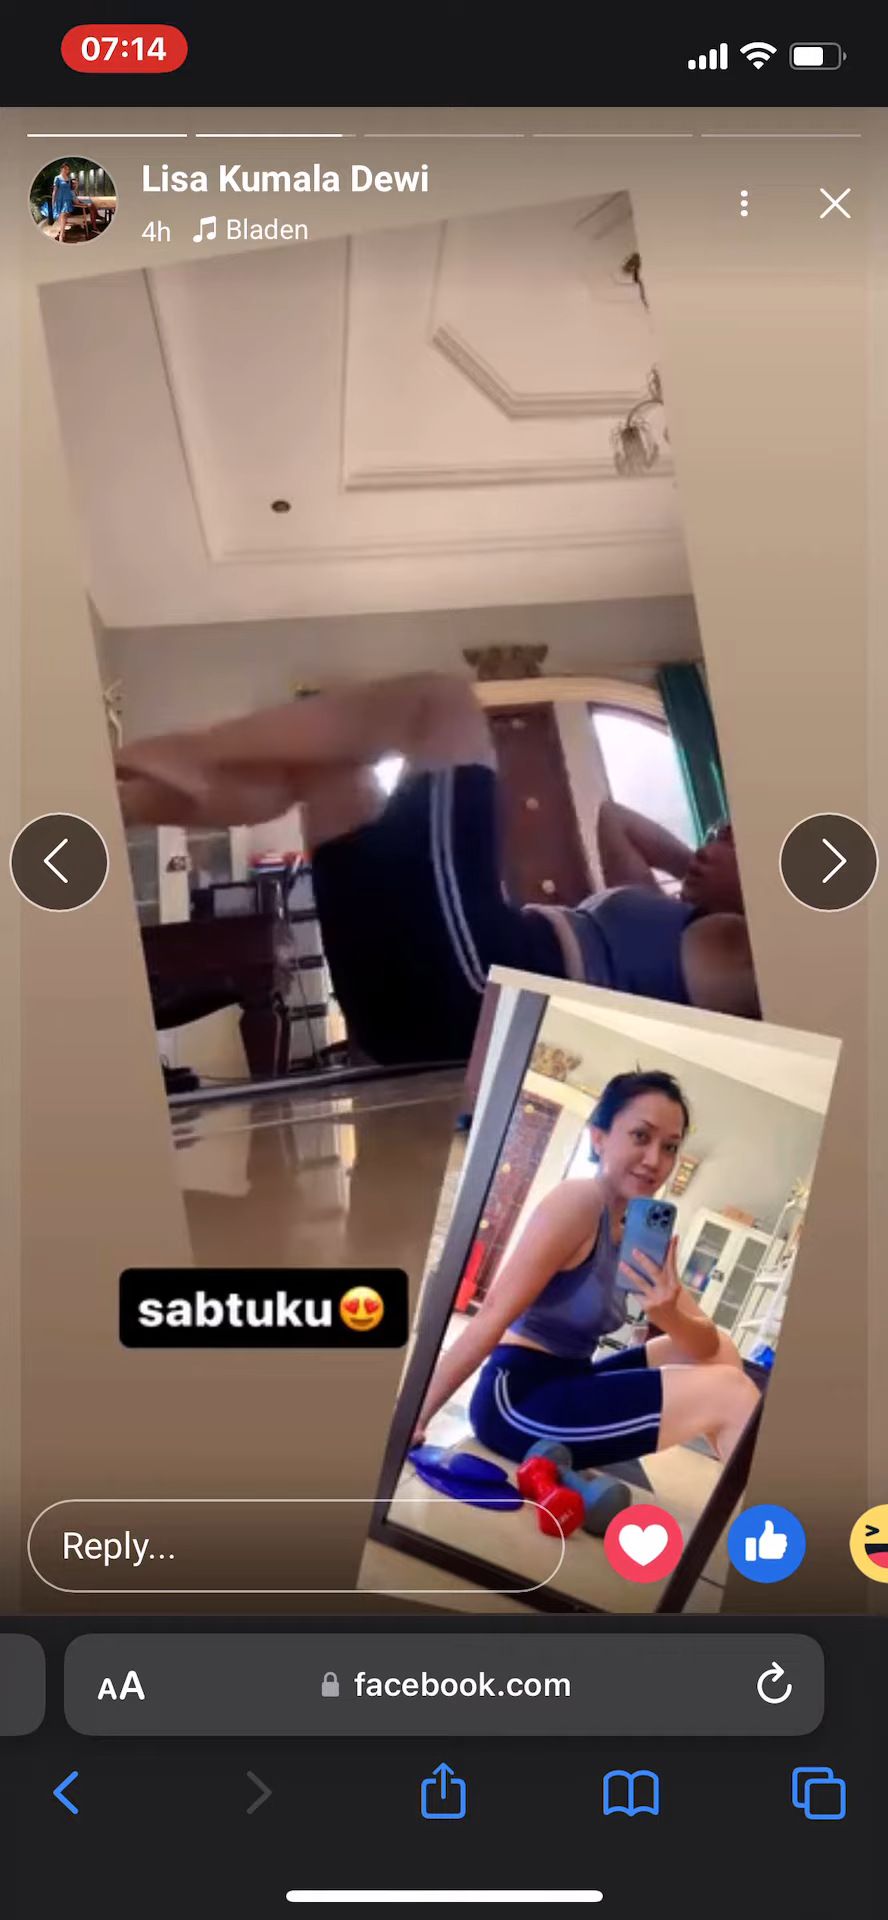 07:14
Lisa Kumala Dewi
4h Bladen
sabtuku😍
Reply...
AA facebook.com